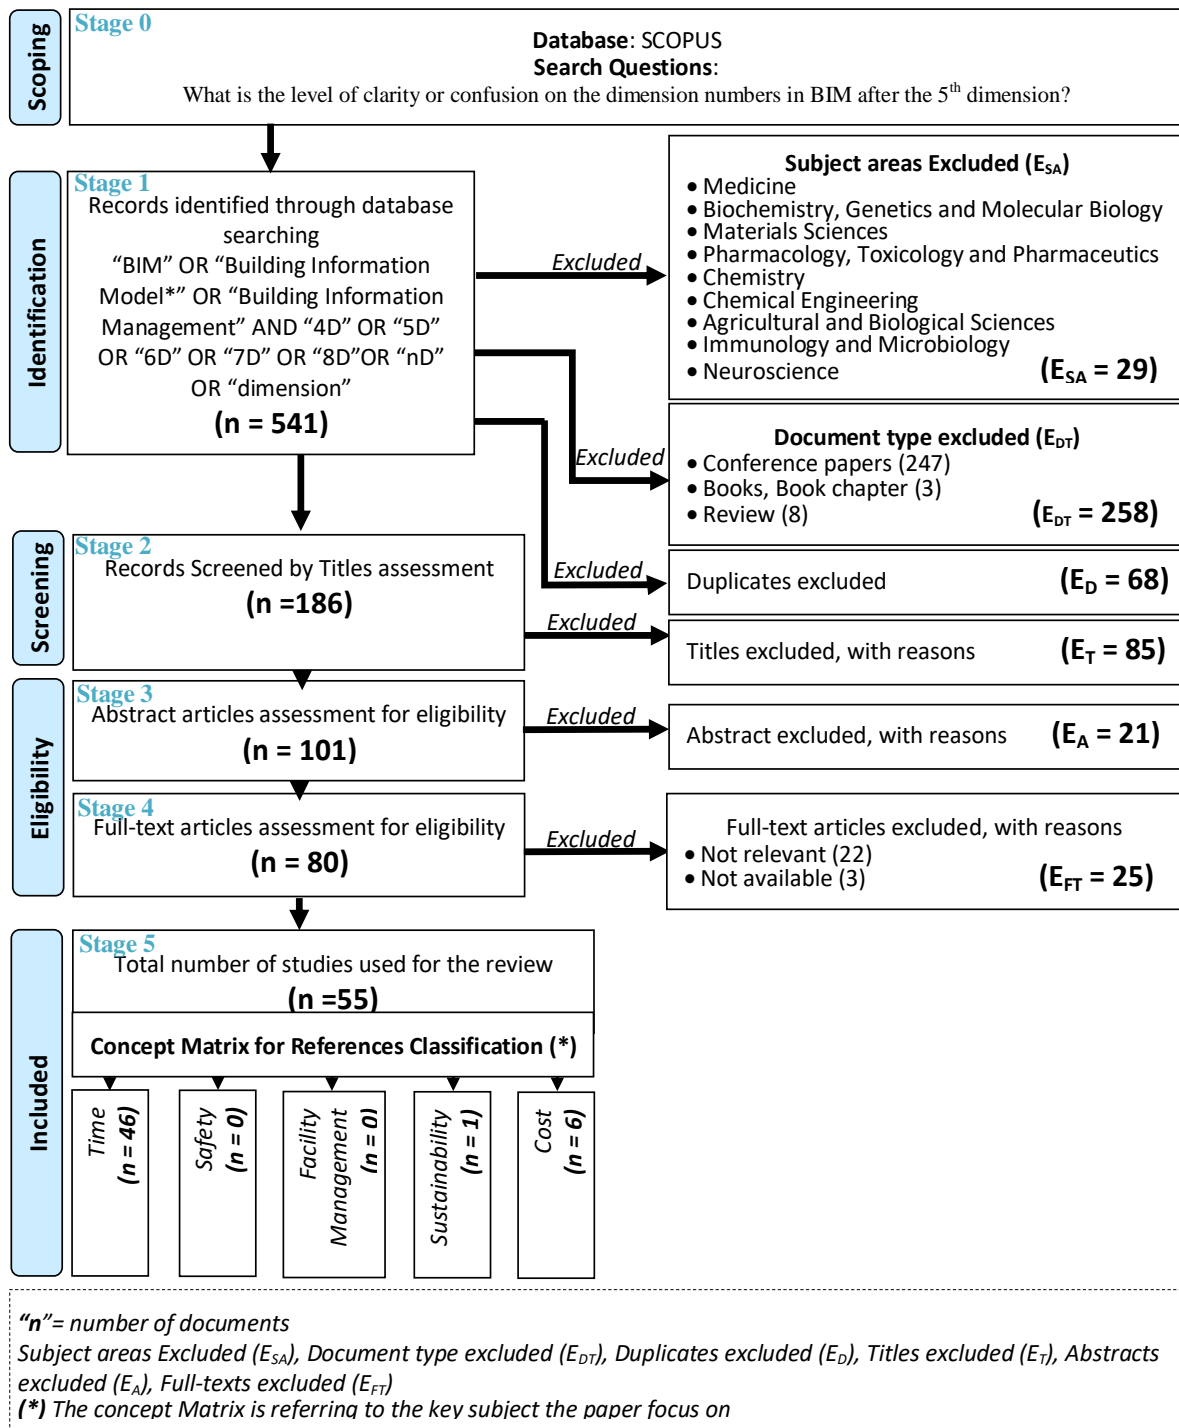 Scoping
Stage 0
Database: SCOPUS
Search Questions:
What is the level of clarity or confusion on the dimension numbers in BIM after the 5th dimension?
Identification
Stage 1
Records identified through database
searching
“BIM” OR “Building Information
Model*” OR “Building Information
Management” AND “4D” OR “5D”
OR “6D” OR “7D” OR “8D”OR “nD”
OR “dimension”
(n = 541)
Excluded
Subject areas Excluded (ESA)
• Medicine
• Biochemistry, Genetics and Molecular Biology
• Materials Sciences
• Pharmacology, Toxicology and Pharmaceutics
• Chemistry
• Chemical Engineering
• Agricultural and Biological Sciences
• Immunology and Microbiology
• Neuroscience
(ESA = 29)
Excluded
Document type excluded (EDT)
• Conference papers (247)
• Books, Book chapter (3)
• Review (8)
(EDT = 258)
Excluded
Duplicates excluded (ED = 68)
Screening
Stage 2
Records Screened by Titles assessment
(n =186)
Excluded
Titles excluded, with reasons (ET = 85)
Eligibility
Stage 3
Abstract articles assessment for eligibility
(n = 101)
Excluded
Abstract excluded, with reasons (EA = 21)
Stage 4
Full-text articles assessment for eligibility
(n = 80)
Excluded
Full-text articles excluded, with reasons
• Not relevant (22)
• Not available (3)
(EFT = 25)
Included
Stage 5
Total number of studies used for the review
(n =55)
Concept Matrix for References Classification (*)
Time
(n = 46)
Safety
(n = 0)
Facility
Management
(n = 0)
Sustainability
(n = 1)
Cost
(n = 6)
“n”= number of documents
Subject areas Excluded (ESA), Document type excluded (EDT), Duplicates excluded (ED), Titles excluded (ET), Abstracts
excluded (EA), Full-texts excluded (EFT)
(*) The concept Matrix is referring to the key subject the paper focus on